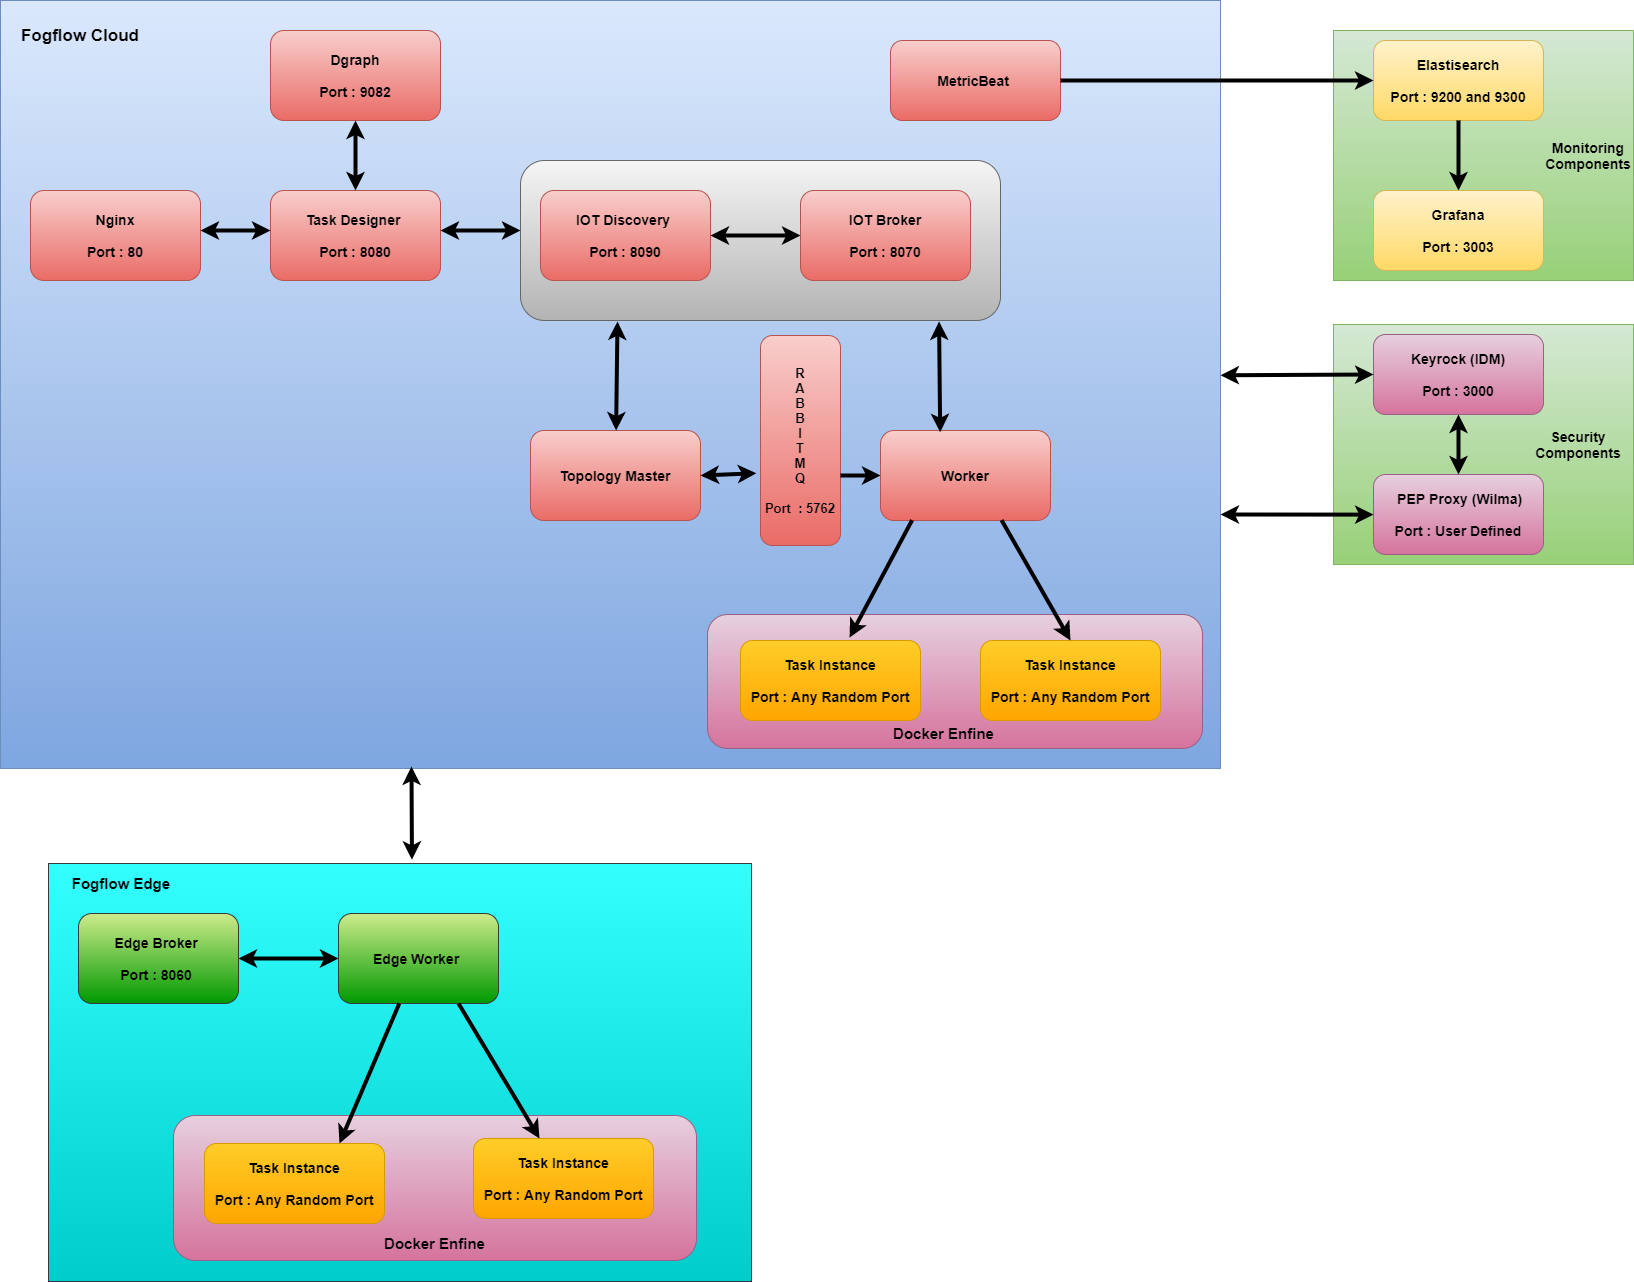 Fogflow Cloud
Dgraph
Port : 9082
MetricBeat
Elastisearch
Port : 9200 and 9300
Monitoring
Components
Grafana
Port : 3003
Nginx
Port : 80
Task Designer
Port : 8080
IOT Discovery
Port : 8090
IOT Broker
Port : 8070
Keyrock (IDM)
Port : 3000
Security
Components
PEP Proxy (Wilma)
Port : User Defined
Topology Master
R
A
B
B
I
T
M
Q
Port : 5762
Worker
Task Instance
Port : Any Random Port
Task Instance
Port : Any Random Port
Docker Enfine
Fogflow Edge
Edge Broker
Port : 8060
Edge Worker
Task Instance
Port : Any Random Port
Task Instance
Port : Any Random Port
Docker Enfine